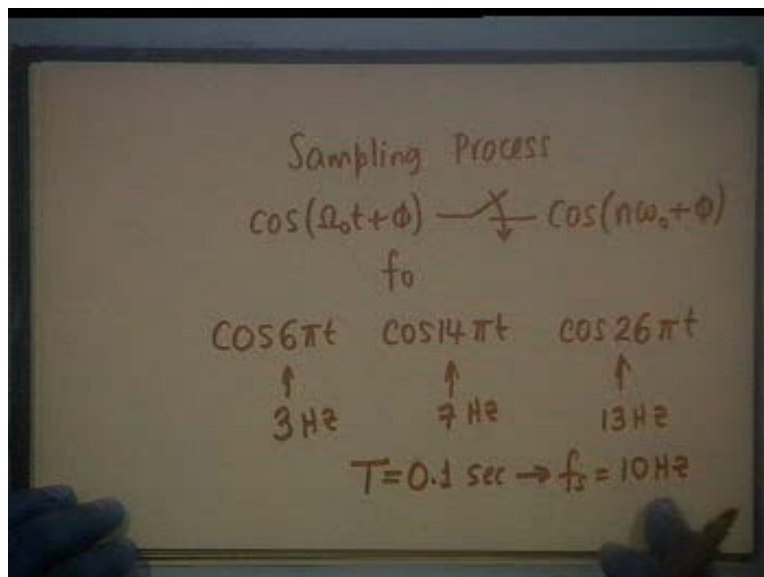 Sampling Process
cos(Ω₀t+Φ) cos(nω₀+Φ)
f₀
cos6πt cos14πt cos26πt
↑ ↑ ↑
3Hz 7Hz 13Hz
T=0.1 sec → fₛ = 10Hz